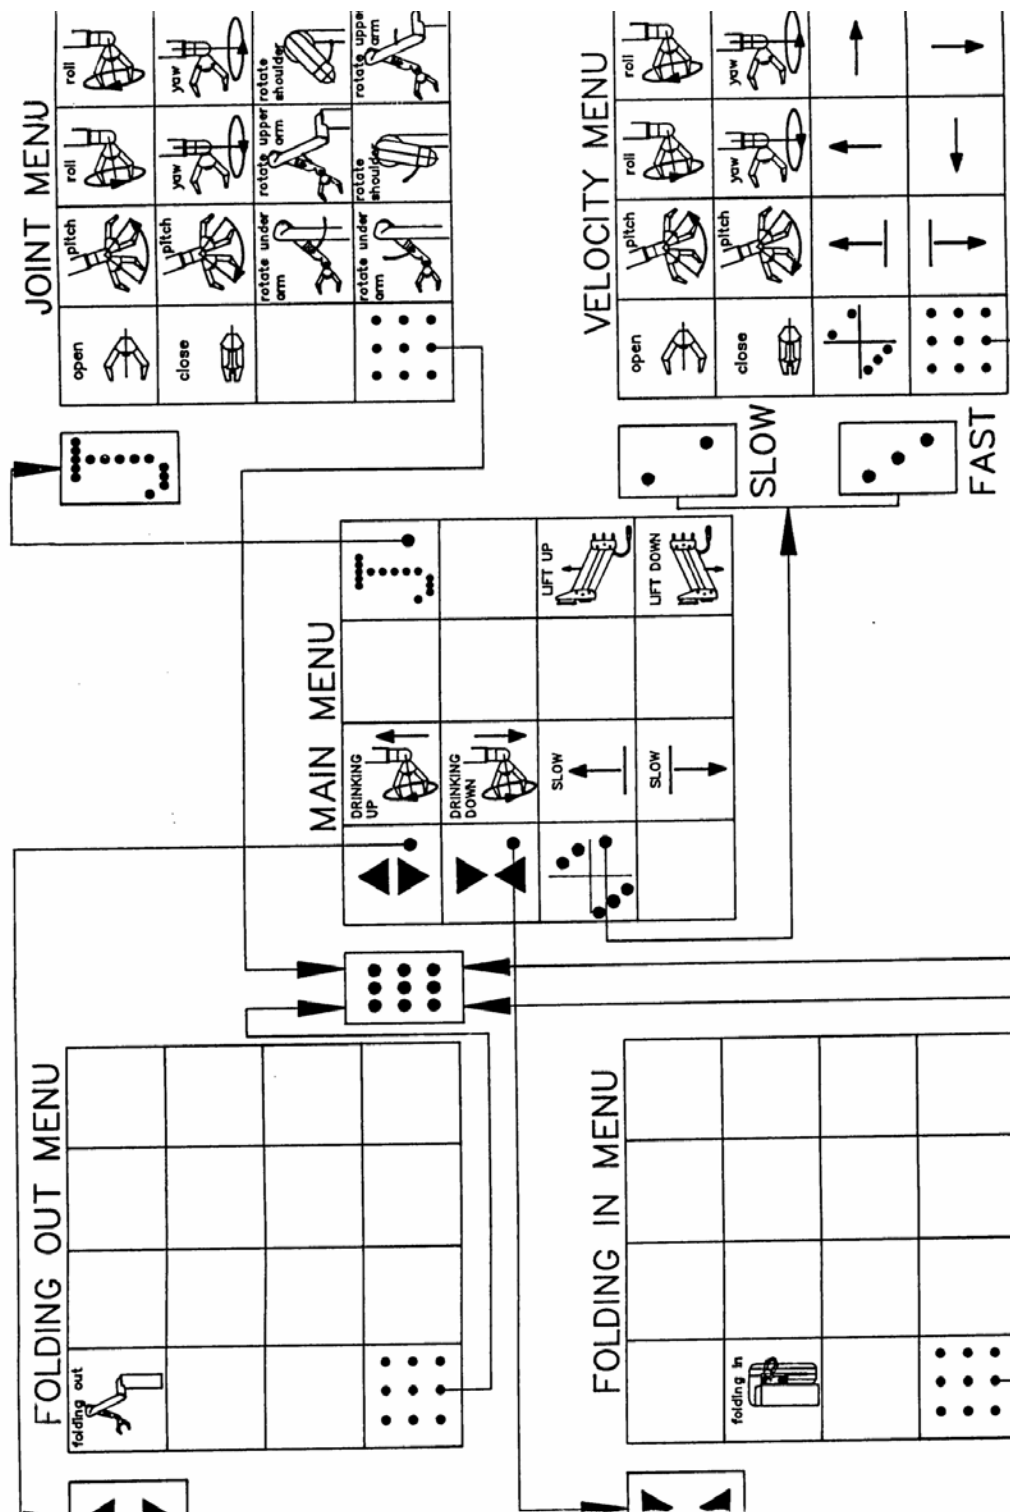 FOLDING OUT MENU
folding out
MAIN MENU
DRINKING
UP
DRINKING
DOWN
SLOW
SLOW
LIFT UP
LIFT DOWN
JOINT MENU
open
pitch
roll
roll
close
pitch
yaw
yaw
rotate under
arm
rotate upper
arm
rotate
shoulder
rotate under
arm
rotate
shoulder
rotate upper
arm
FOLDING IN MENU
folding in
SLOW
FAST
VELOCITY MENU
open
pitch
roll
roll
close
pitch
yaw
yaw